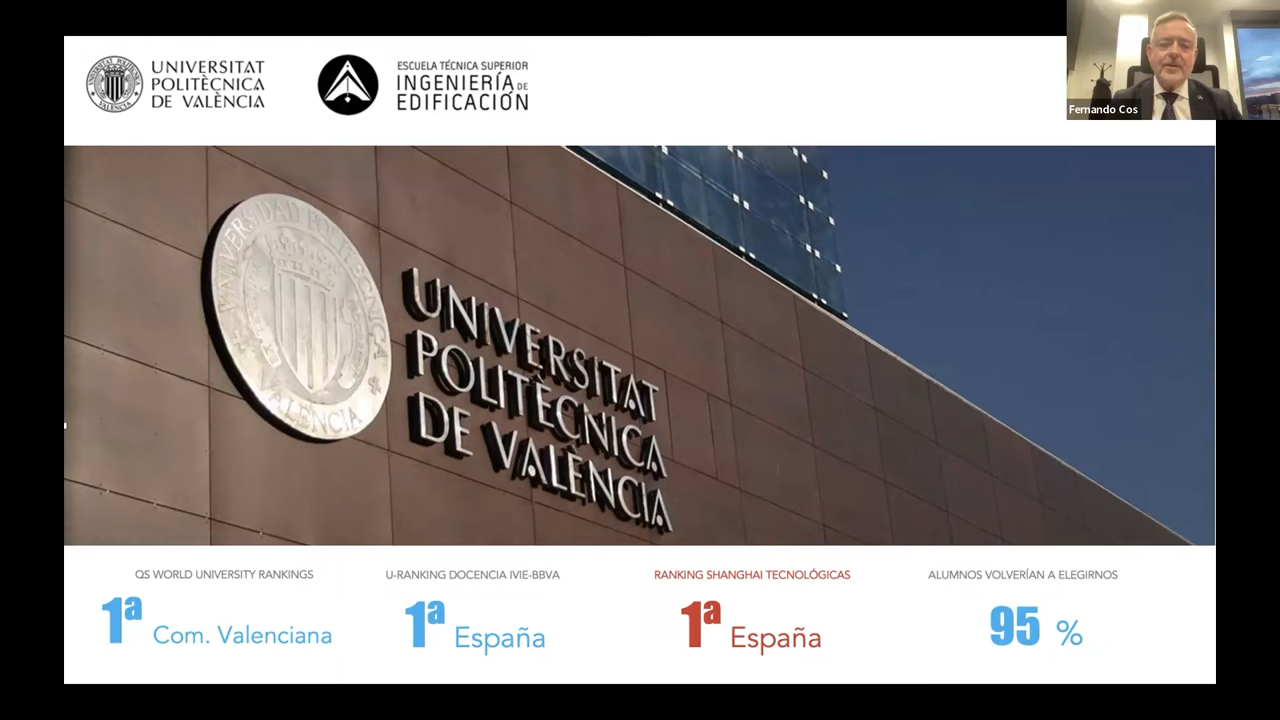 UNIVERSITAT
POLITÈCNICA
DE VALÈNCIA
ESCUELA TÉCNICA SUPERIOR
INGENIERÍA DE
EDIFICACIÓN
Fernando Cos
UNIVERSITAT
POLITÈCNICA
DE VALÈNCIA
QS WORLD UNIVERSITY RANKINGS
1ª Com. Valenciana
U-RANKING DOCENCIA IVIE-BBVA
1ª España
RANKING SHANGHAI TECNOLÓGICAS
1ª España
ALUMNOS VOLVERÍAN A ELEGIRNOS
95 %